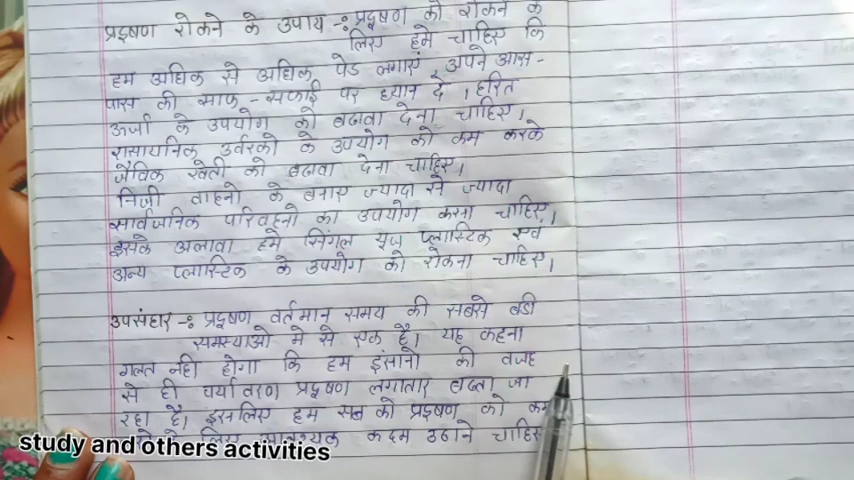 प्रदूषण रोकने के उपाय -: प्रदूषण को रोकने के
लिए हमे चाहिए कि
हम अधिक से अधिक पेड लगाएं, अपने आस-
पास की साफ-सफाई पर ध्यान दे। हरित
ऊर्जा के उपयोग को बढावा देना चाहिए।
रासायनिक उर्वरको के उपयोग को कम करके
जैविक खेती को बढावा देना चाहिए।
निजी वाहनो के बजाए ज्यादा से ज्यादा
सार्वजनिक परिवहनो का उपयोग करना चाहिए।
इसके अलावा हमे सिंगल यूज प्लास्टिक एवं
अन्य प्लास्टिक के उपयोग को रोकना चाहिए।
उपसंहार -: प्रदूषण वर्तमान समय की सबसे बडी
समस्याओ मे से एक है। यह कहना
गलत नही होगा कि हम इंसानो की वजह
से ही पर्यावरण प्रदूषण लगातार बढता जा
रहा है। इसलिए हम सब को प्रदूषण को कम
लिए आवश्यक कदम उठाने चाहिए
study and others activities